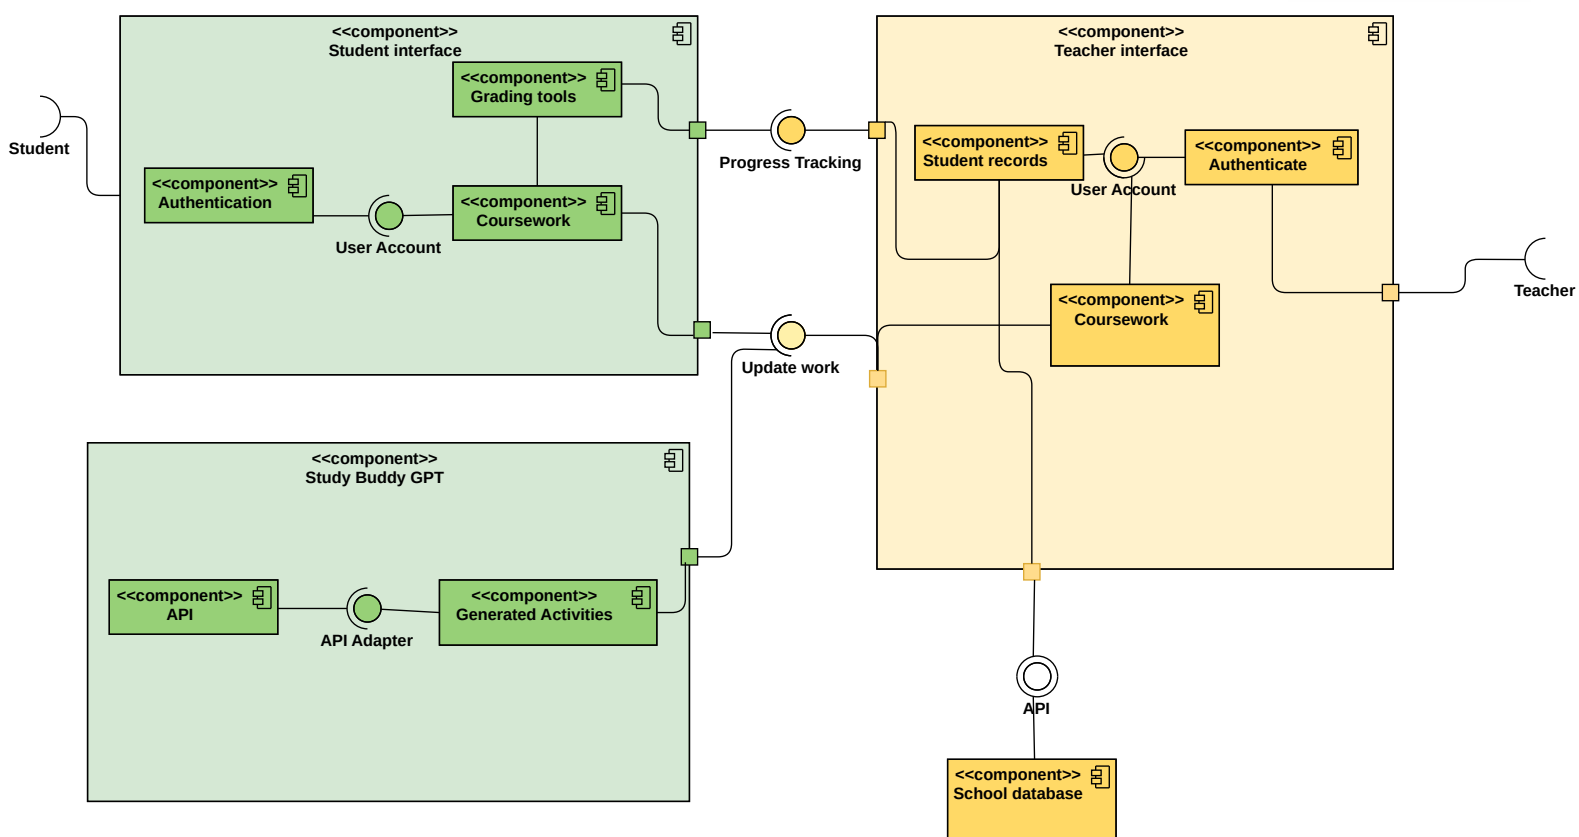 <<component>>
Student interface
<<component>>
Grading tools
Student
<<component>>
Authentication
User Account
<<component>>
Coursework
Progress Tracking
Update work
<<component>>
Teacher interface
<<component>>
Student records
User Account
<<component>>
Authenticate
<<component>>
Coursework
Teacher
<<component>>
Study Buddy GPT
<<component>>
API
API Adapter
<<component>>
Generated Activities
API
<<component>>
School database